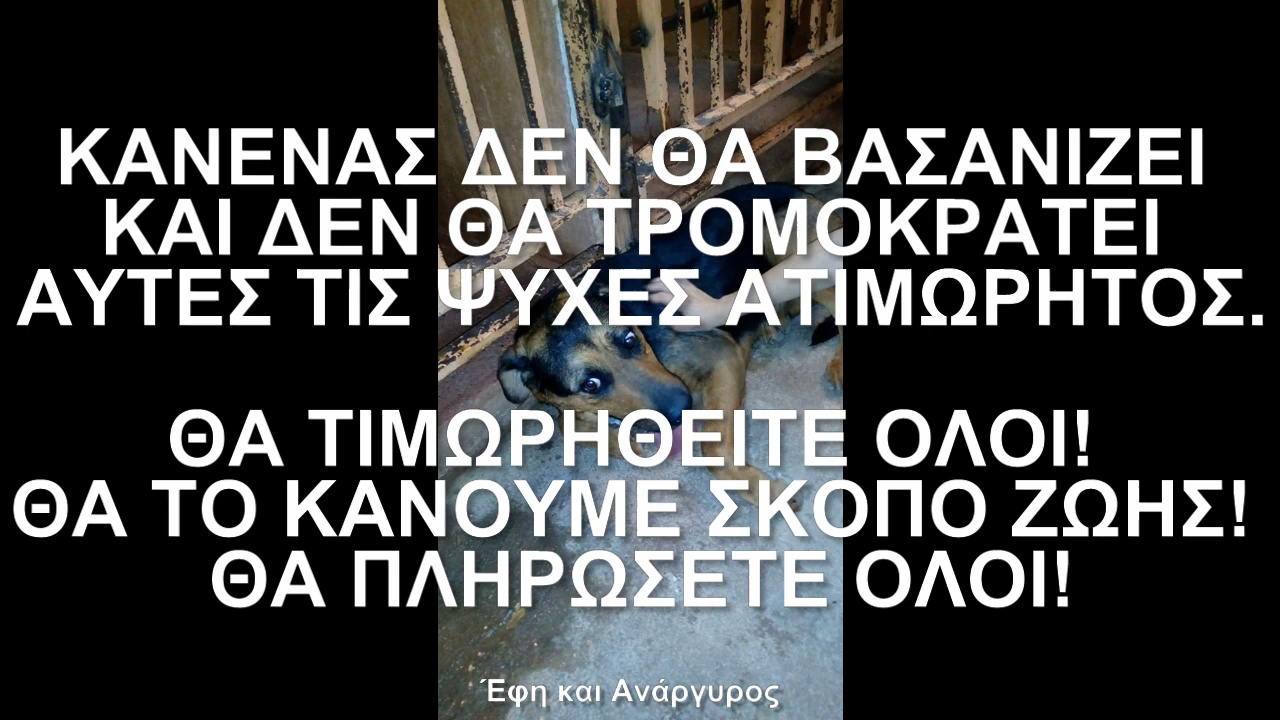 ΚΑΝΕΝΑΣ ΔΕΝ ΘΑ ΒΑΣΑΝΙΖΕΙ
ΚΑΙ ΔΕΝ ΘΑ ΤΡΟΜΟΚΡΑΤΕΙ
ΑΥΤΕΣ ΤΙΣ ΨΥΧΕΣ ΑΤΙΜΩΡΗΤΟΣ.
ΘΑ ΤΙΜΩΡΗΘΕΙΤΕ ΟΛΟΙ!
ΘΑ ΤΟ ΚΑΝΟΥΜΕ ΣΚΟΠΟ ΖΩΗΣ!
ΘΑ ΠΛΗΡΩΣΕΤΕ ΟΛΟΙ!
Έφη και Ανάργυρος